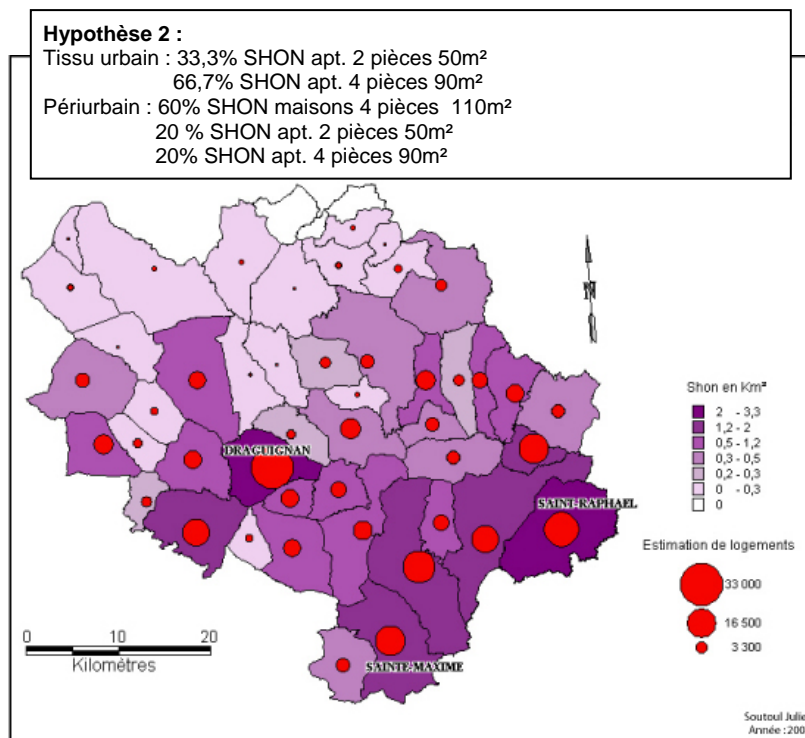 Hypothèse 2 :
Tissu urbain : 33,3% SHON apt. 2 pièces 50m²
66,7% SHON apt. 4 pièces 90m²
Périurbain : 60% SHON maisons 4 pièces 110m²
20 % SHON apt. 2 pièces 50m²
20% SHON apt. 4 pièces 90m²
N
Shon en Km²
2 - 3,3
1,2 - 2
0,5 - 1,2
0,3 - 0,5
0,2 - 0,3
0 - 0,3
0
DRAGUIGNAN
SAINT-RAPHAEL
Estimation de logements
33 000
16 500
3 300
0 10 20
Kilomètres
SAINTE-MAXIME
Soutoul Julie
Année : 200